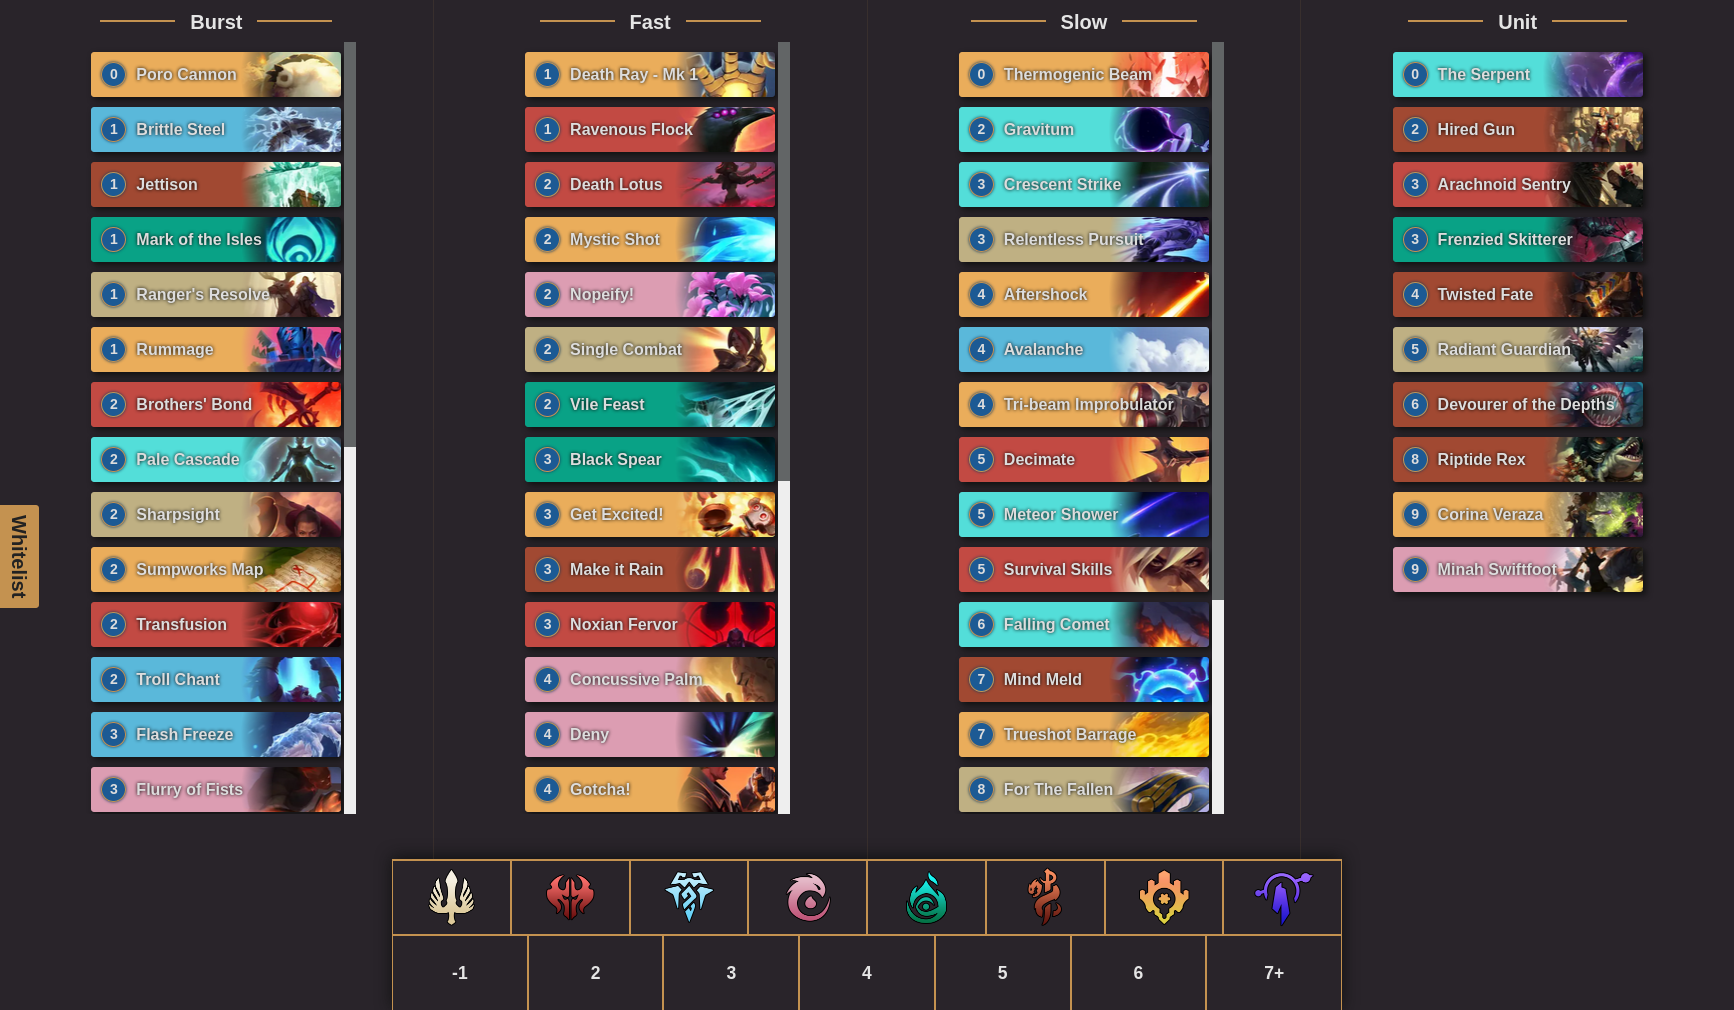 Burst
0 Poro Cannon
1 Brittle Steel
1 Jettison
1 Mark of the Isles
1 Ranger's Resolve
1 Rummage
2 Brothers' Bond
2 Pale Cascade
2 Sharpsight
2 Sumpworks Map
2 Transfusion
2 Troll Chant
3 Flash Freeze
3 Flurry of Fists
Fast
1 Death Ray - Mk 1
1 Ravenous Flock
2 Death Lotus
2 Mystic Shot
2 Nopeify!
2 Single Combat
2 Vile Feast
3 Black Spear
3 Get Excited!
3 Make it Rain
3 Noxian Fervor
4 Concussive Palm
4 Deny
4 Gotcha!
Slow
0 Thermogenic Beam
2 Gravitum
3 Crescent Strike
3 Relentless Pursuit
4 Aftershock
4 Avalanche
4 Tri-beam Improbulator
5 Decimate
5 Meteor Shower
5 Survival Skills
6 Falling Comet
7 Mind Meld
7 Trueshot Barrage
8 For The Fallen
Unit
0 The Serpent
2 Hired Gun
3 Arachnoid Sentry
3 Frenzied Skitterer
4 Twisted Fate
5 Radiant Guardian
6 Devourer of the Depths
8 Riptide Rex
9 Corina Veraza
9 Minah Swiftfoot
Whitelist
-1 2 3 4 5 6 7+